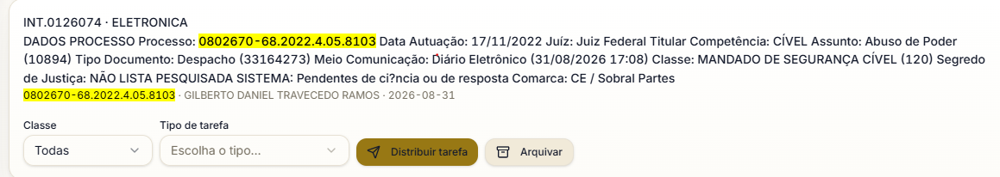 INT.0126074 · ELETRONICA
DADOS PROCESSO Processo: 0802670-68.2022.4.05.8103 Data Autuação: 17/11/2022 Juíz: Juiz Federal Titular Competência: CÍVEL Assunto: Abuso de Poder
(10894) Tipo Documento: Despacho (33164273) Meio Comunicação: Diário Eletrônico (31/08/2026 17:08) Classe: MANDADO DE SEGURANÇA CÍVEL (120) Segredo
de Justiça: NÃO LISTA PESQUISADA SISTEMA: Pendentes de ci?ncia ou de resposta Comarca: CE / Sobral Partes
0802670-68.2022.4.05.8103 · GILBERTO DANIEL TRAVECEDO RAMOS · 2026-08-31
Classe Tipo de tarefa
Todas Escolha o tipo... Distribuir tarefa Arquivar